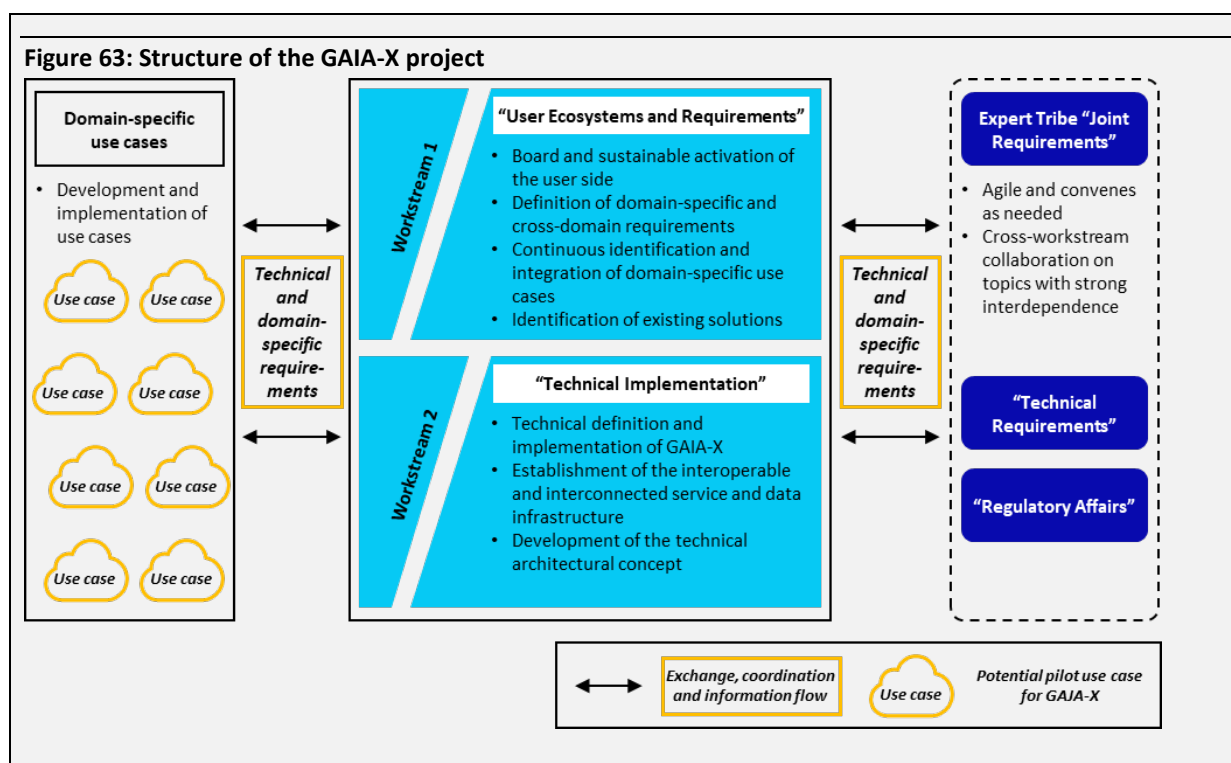 Figure 63: Structure of the GAIA-X project
Domain-specific
use cases
• Development and
implementation of
use cases
Use case
Use case
Use case
Use case
Use case
Use case
Use case
Use case
Technical
and
domain-
specific
require-
ments
Workstream 1
"User Ecosystems and Requirements"
• Board and sustainable activation of
the user side
• Definition of domain-specific and
cross-domain requirements
• Continuous identification and
integration of domain-specific use
cases
• Identification of existing solutions
Workstream 2
"Technical Implementation"
• Technical definition and
implementation of GAIA-X
• Establishment of the interoperable
and interconnected service and data
infrastructure
• Development of the technical
architectural concept
Technical
and
domain-
specific
require-
ments
Expert Tribe "Joint
Requirements"
• Agile and convenes
as needed
• Cross-workstream
collaboration on
topics with strong
interdependence
"Technical
Requirements"
"Regulatory Affairs"
Exchange, coordination
and information flow
Use case
Potential pilot use case
for GAJA-X